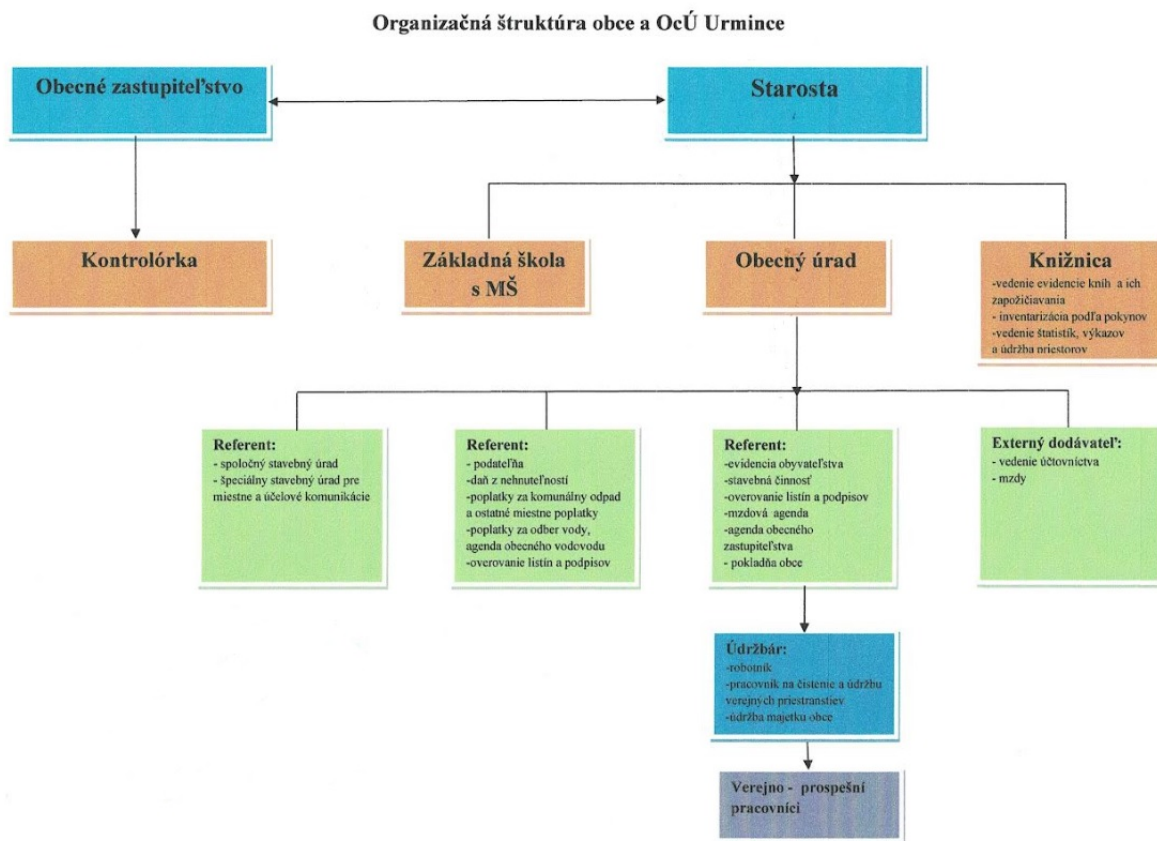 Organizačná štruktúra obce a OcÚ Urmince
Obecné zastupiteľstvo
Starosta
Kontrolórka
Základná škola
s MŠ
Obecný úrad
Knižnica
-vedenie evidencie kníh a ich
zapožičiavania
- inventarizácia podľa pokynov
-vedenie štatistík, výkazov
a údržba priestorov
Referent:
- spoločný stavebný úrad
- špeciálny stavebný úrad pre
miestne a účelové komunikácie
Referent:
- podateľňa
-daň z nehnuteľností
-poplatky za komunálny odpad
a ostatné miestne poplatky
-poplatky za odber vody,
agenda obecného vodovodu
-overovanie listín a podpisov
Referent:
-evidencia obyvateľstva
-stavebná činnosť
-overovanie listín a podpisov
-mzdová agenda
-agenda obecného
zastupiteľstva
- pokladňa obce
Externý dodávateľ:
- vedenie účtovníctva
- mzdy
Údržbár:
-robotník
-pracovník na čistenie a údržbu
verejných priestranstiev
-údržba majetku obce
Verejno - prospešní
pracovníci